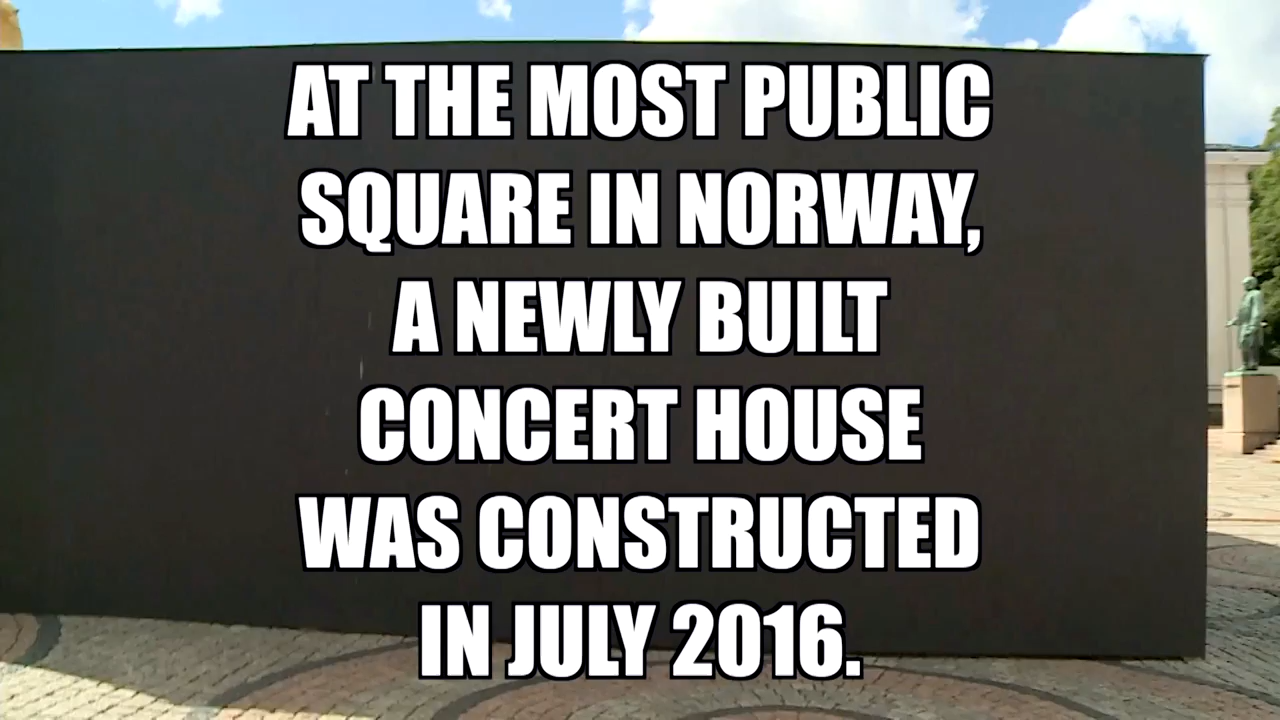 AT THE MOST PUBLIC
SQUARE IN NORWAY,
A NEWLY BUILT
CONCERT HOUSE
WAS CONSTRUCTED
IN JULY 2016.